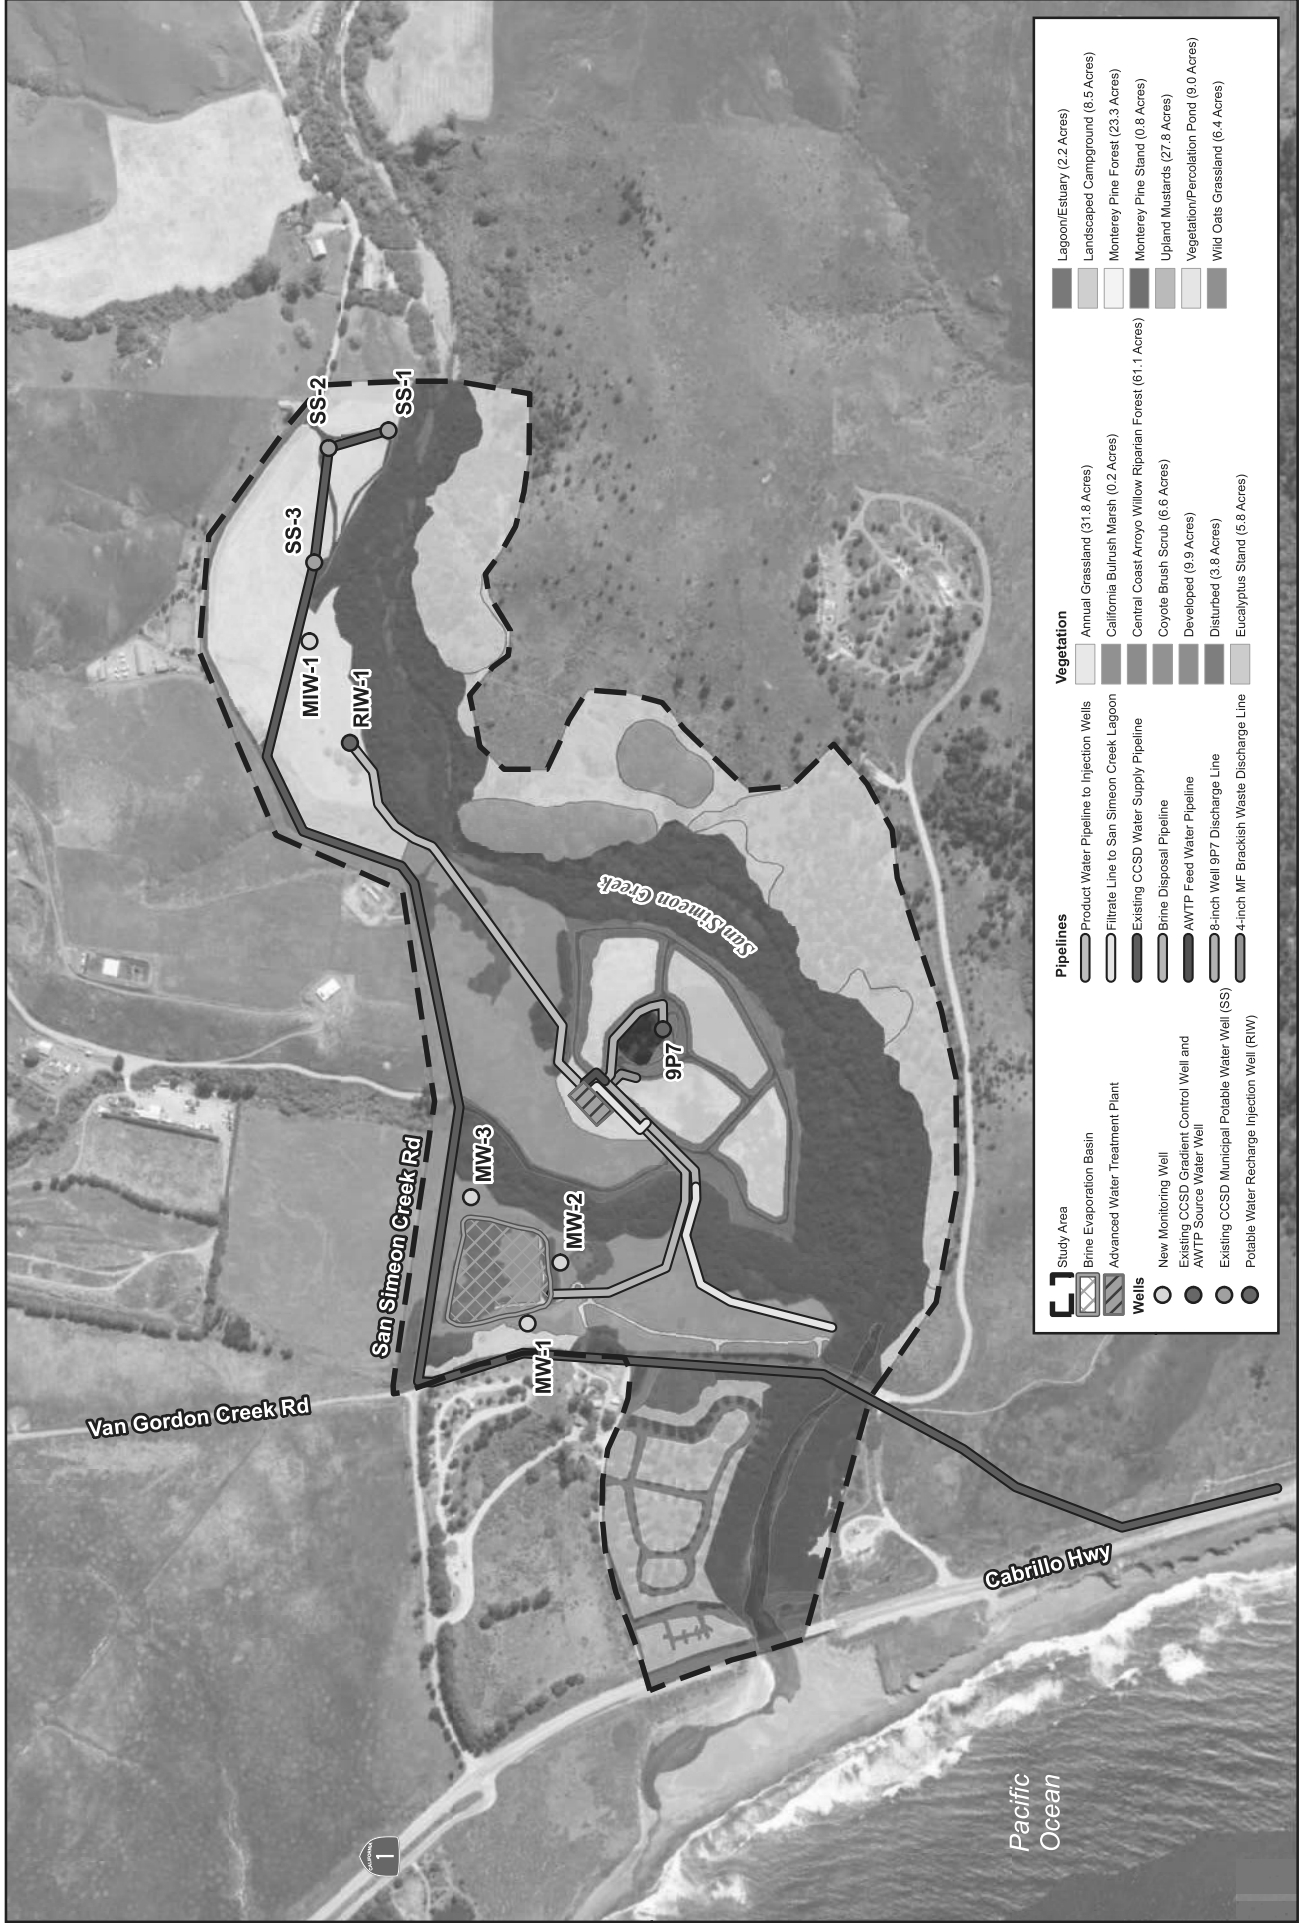 San Simeon Creek Rd
Van Gordon Creek Rd
Cabrillo Hwy
San Simeon Creek
Pacific
Ocean
CALIFORNIA
1
SS-1
SS-2
SS-3
MIW-1
RIW-1
9P7
MW-3
MW-2
MW-1
Study Area
Brine Evaporation Basin
Advanced Water Treatment Plant
Wells
New Monitoring Well
Existing CCSD Gradient Control Well and
AWTP Source Water Well
Existing CCSD Municipal Potable Water Well (SS)
Potable Water Recharge Injection Well (RIW)
Pipelines
Product Water Pipeline to Injection Wells
Filtrate Line to San Simeon Creek Lagoon
Existing CCSD Water Supply Pipeline
Brine Disposal Pipeline
AWTP Feed Water Pipeline
8-inch Well 9P7 Discharge Line
4-inch MF Brackish Waste Discharge Line
Vegetation
Annual Grassland (31.8 Acres)
California Bulrush Marsh (0.2 Acres)
Central Coast Arroyo Willow Riparian Forest (61.1 Acres)
Coyote Brush Scrub (6.6 Acres)
Developed (9.9 Acres)
Disturbed (3.8 Acres)
Eucalyptus Stand (5.8 Acres)
Lagoon/Estuary (2.2 Acres)
Landscaped Campground (8.5 Acres)
Monterey Pine Forest (23.3 Acres)
Monterey Pine Stand (0.8 Acres)
Upland Mustards (27.8 Acres)
Vegetation/Percolation Pond (9.0 Acres)
Wild Oats Grassland (6.4 Acres)